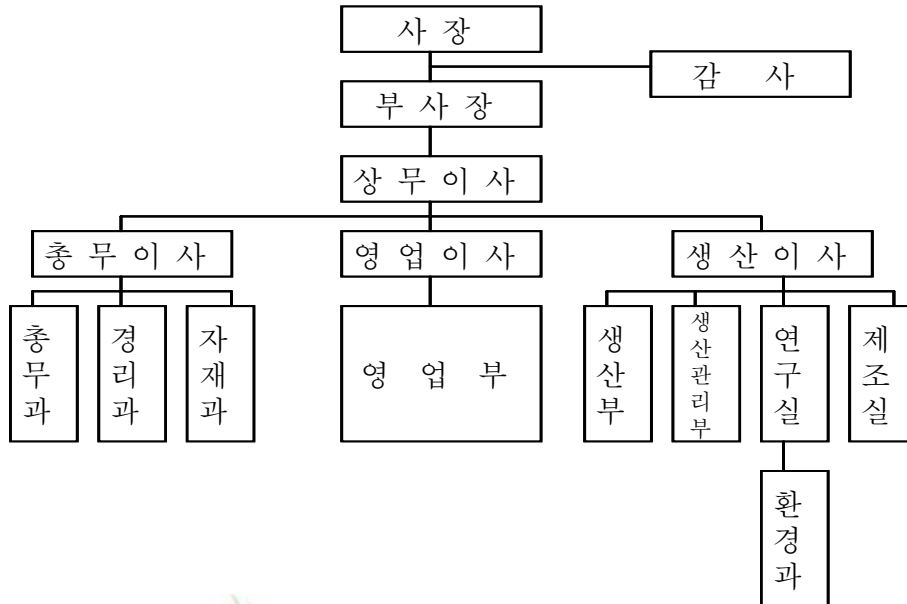 사 장
감 사
부 사 장
상 무 이 사
총 무 이 사
영 업 이 사
생 산 이 사
총무과
경리과
자재과
영 업 부
생산부
생산관리부
연구실
제조실
환경과